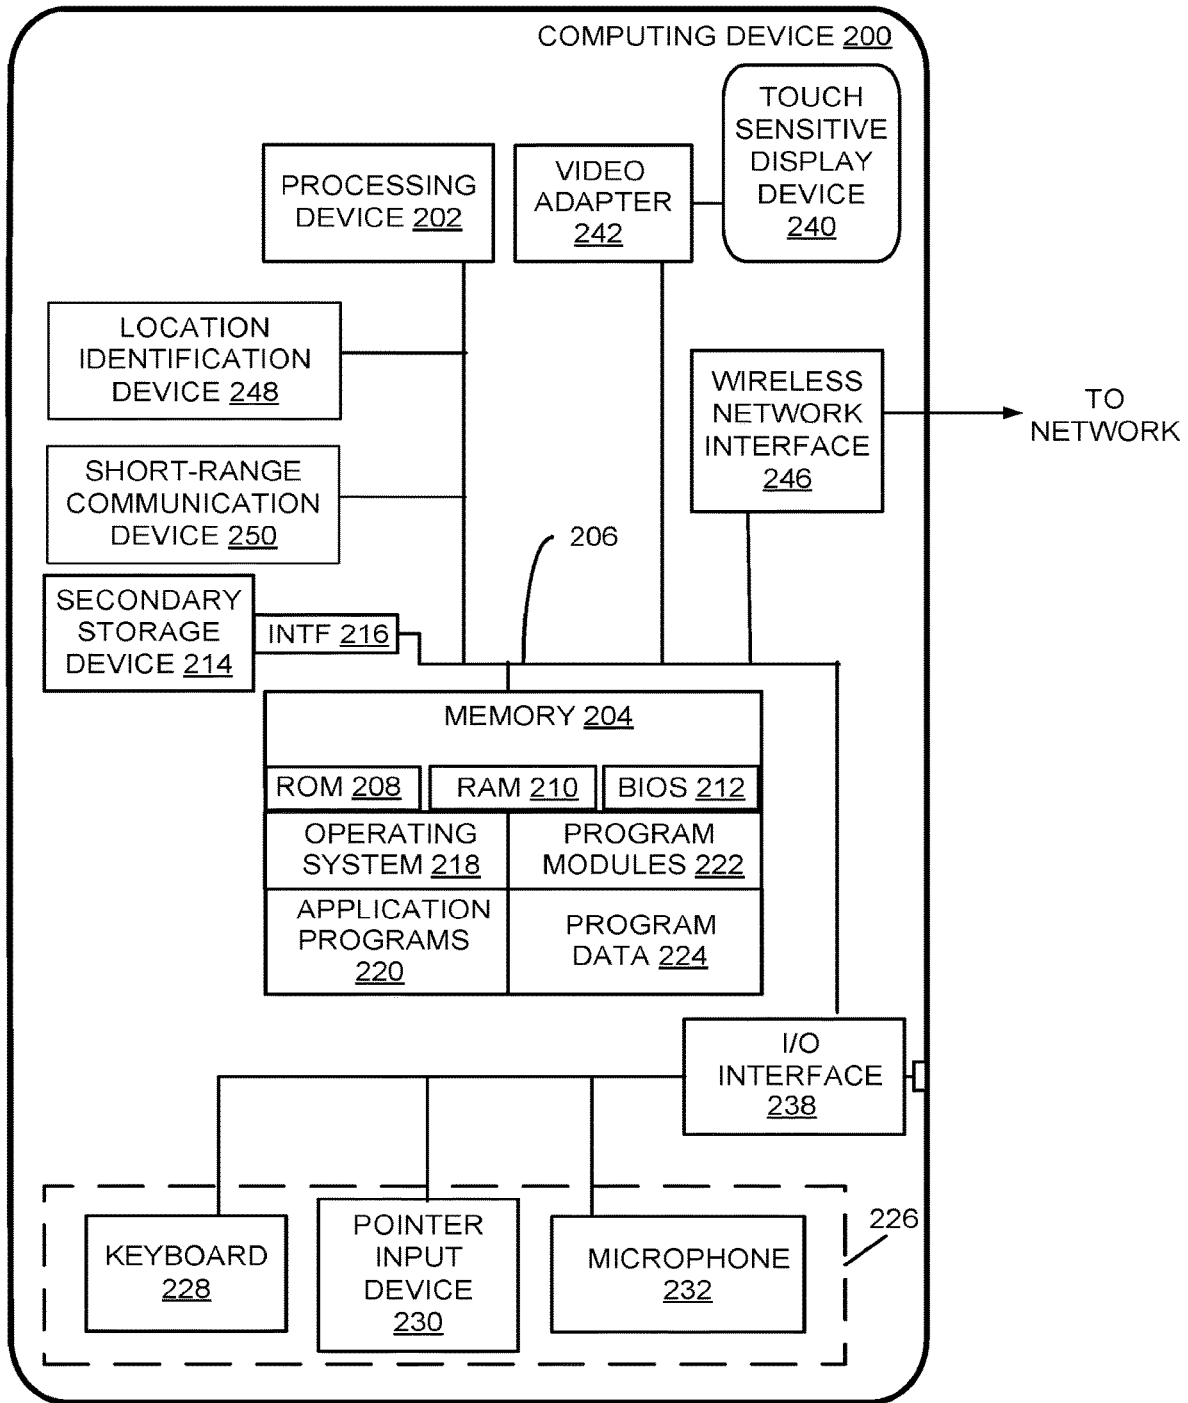 COMPUTING DEVICE 200
TOUCH
SENSITIVE
DISPLAY
DEVICE
240
VIDEO
ADAPTER
242
PROCESSING
DEVICE 202
LOCATION
IDENTIFICATION
DEVICE 248
WIRELESS
NETWORK
INTERFACE
246
TO
NETWORK
SHORT-RANGE
COMMUNICATION
DEVICE 250
206
SECONDARY
STORAGE
DEVICE 214
INTF 216
MEMORY 204
ROM 208
RAM 210
BIOS 212
OPERATING
SYSTEM 218
PROGRAM
MODULES 222
APPLICATION
PROGRAMS
220
PROGRAM
DATA 224
I/O
INTERFACE
238
226
KEYBOARD
228
POINTER
INPUT
DEVICE
230
MICROPHONE
232